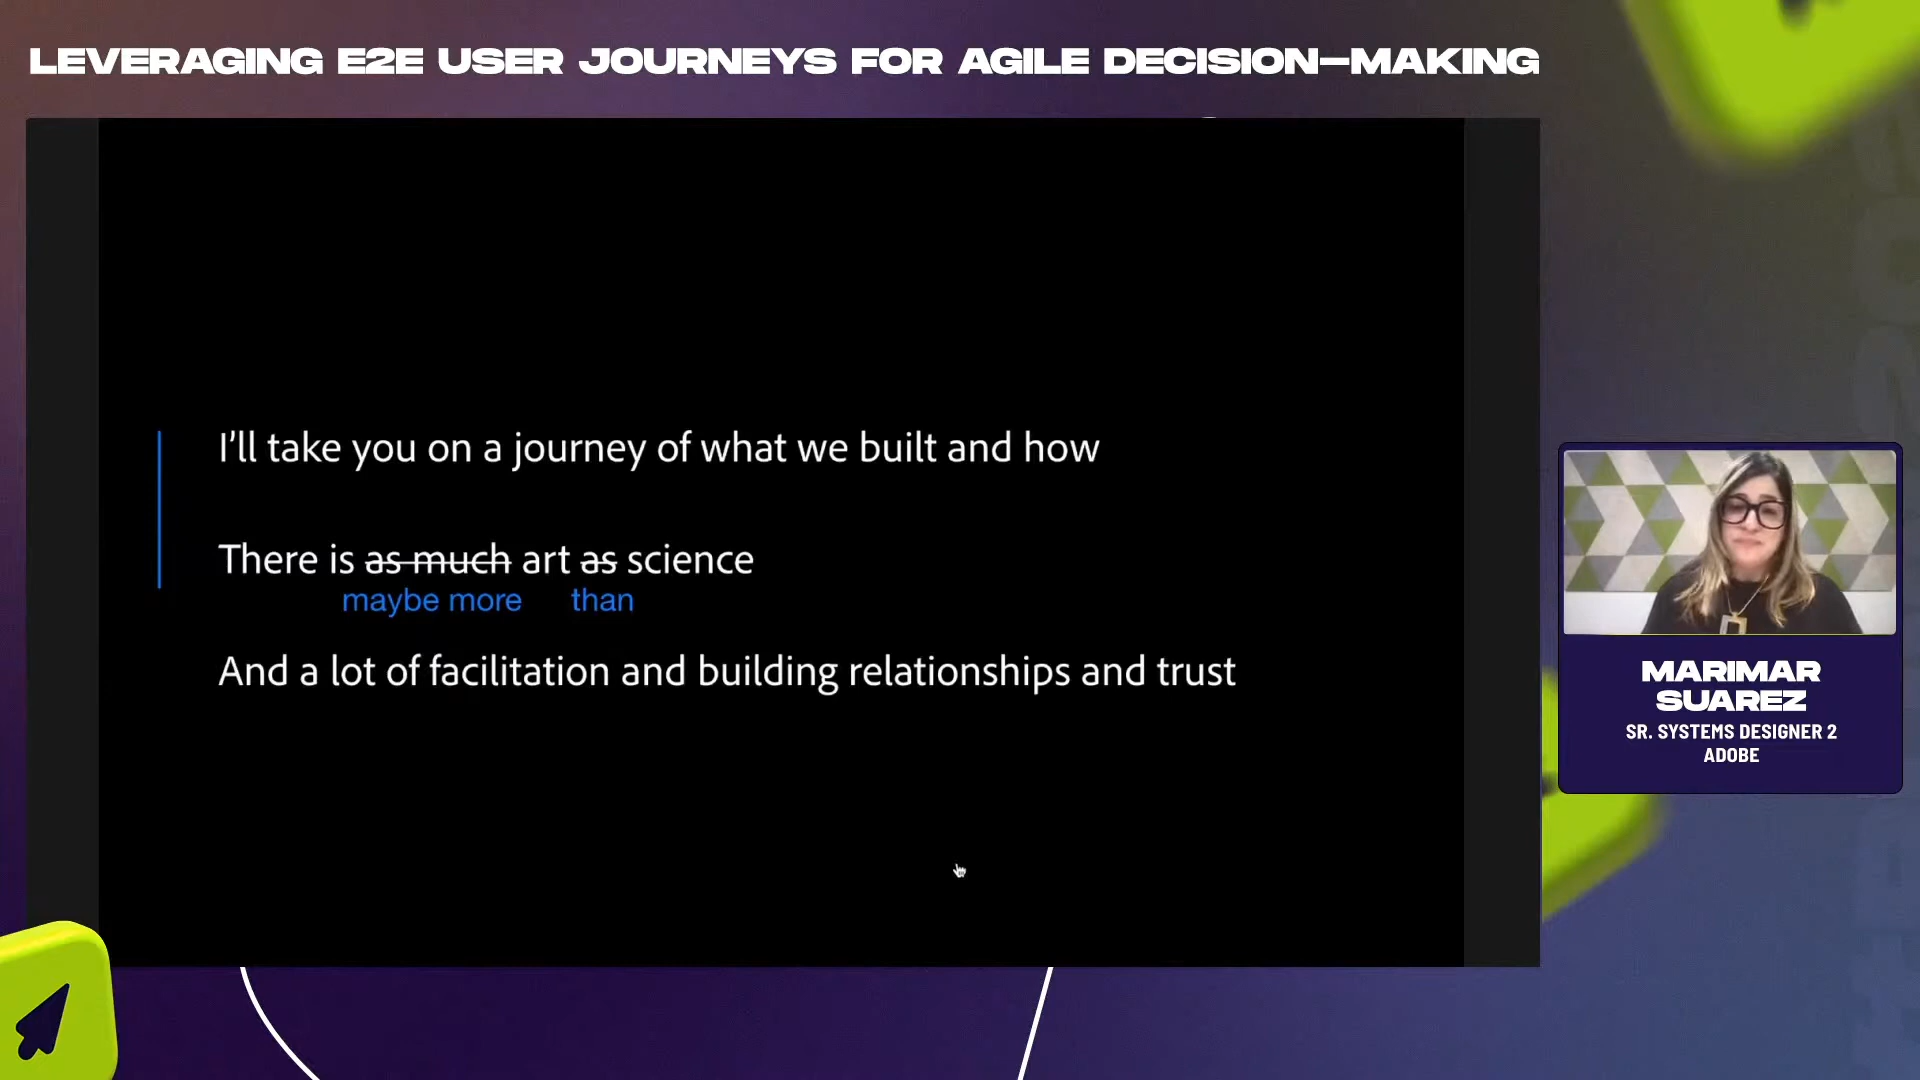 LEVERAGING E2E USER JOURNEYS FOR AGILE DECISION–MAKING
I’ll take you on a journey of what we built and how
There is as much art as science
maybe more than
And a lot of facilitation and building relationships and trust
MARIMAR
SUAREZ
SR. SYSTEMS DESIGNER 2
ADOBE